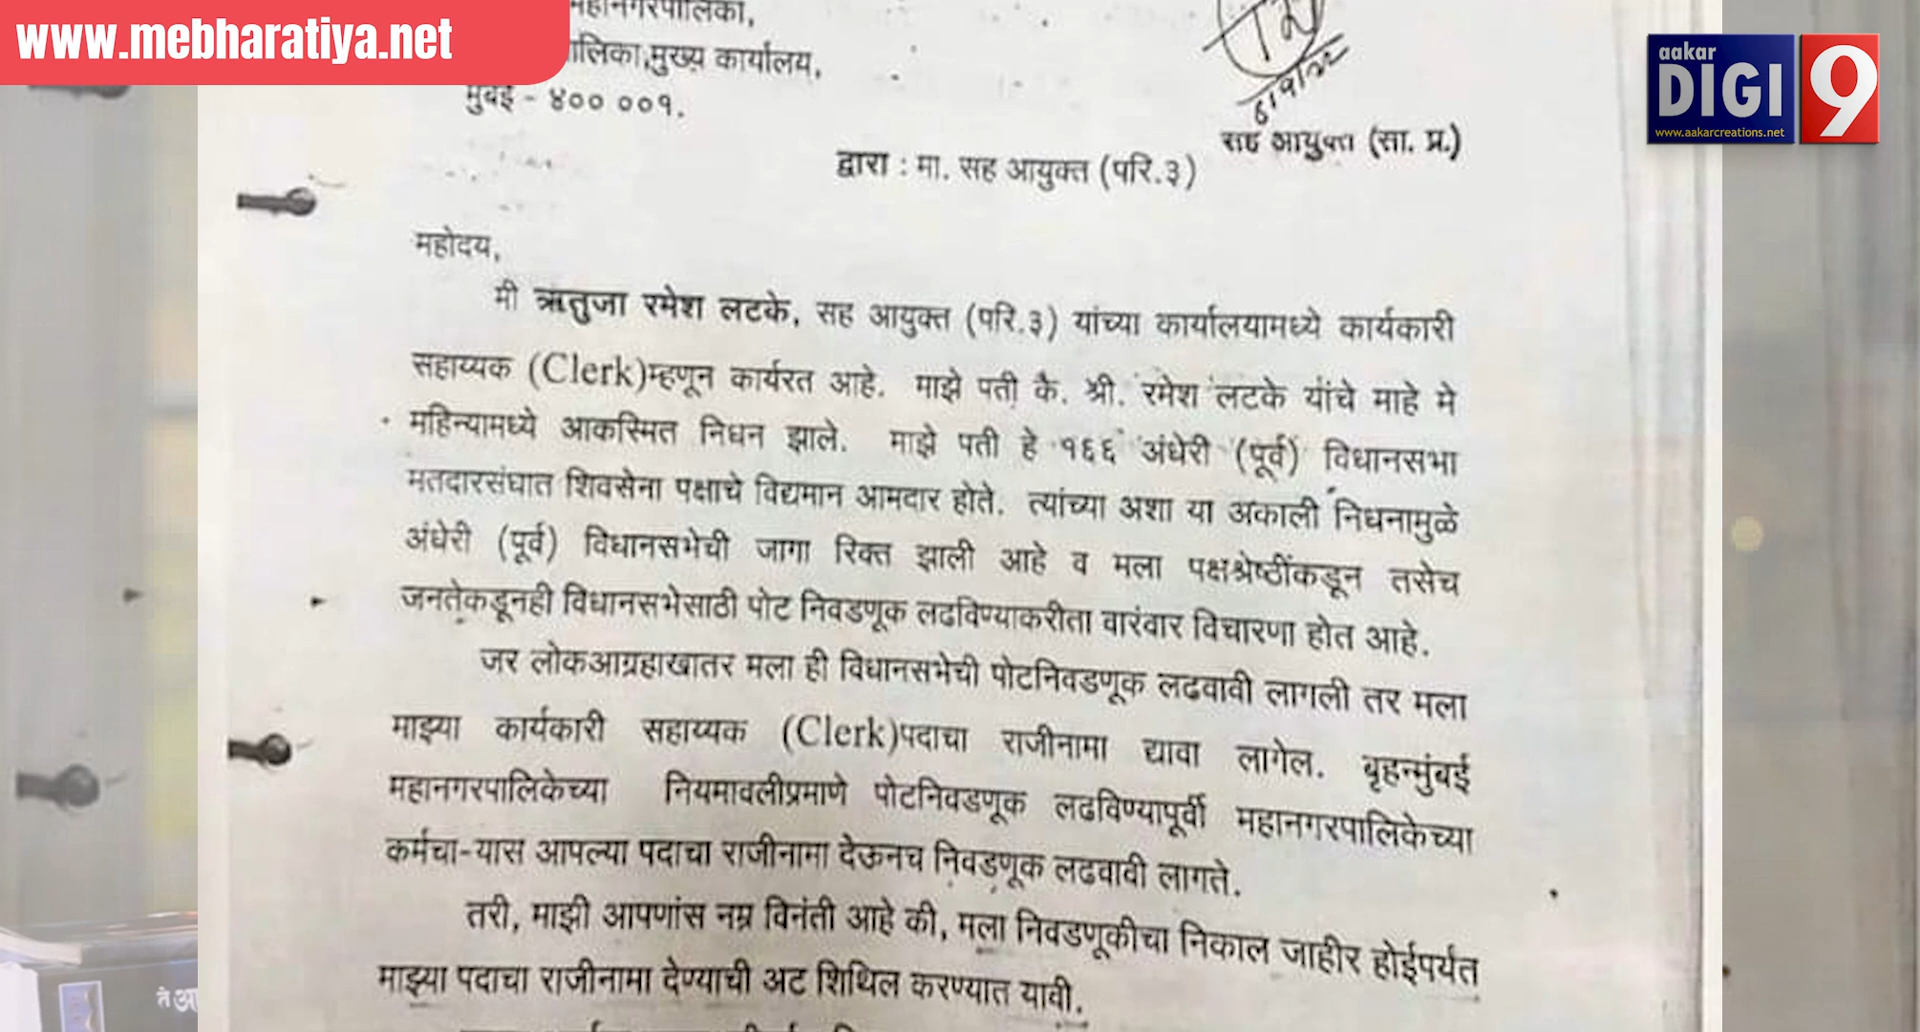 www.mebharatiya.net
aakar
DIGI 9
www.aakarcreations.net
महानगरपालिका,
पालिका,मुख्य कार्यालय,
मुंबई - ४०० ००१.
सह आयुक्त (सा. प्र.)
द्वारा : मा. सह आयुक्त (परि.३)
महोदय,
मी ऋतुजा रमेश लटके, सह आयुक्त (परि.३) यांच्या कार्यालयामध्ये कार्यकारी
सहाय्यक (Clerk)म्हणून कार्यरत आहे. माझे पती कै. श्री. रमेश लटके यांचे माहे मे
महिन्यामध्ये आकस्मित निधन झाले. माझे पती हे १६६ अंधेरी (पूर्व) विधानसभा
मतदारसंघात शिवसेना पक्षाचे विद्यमान आमदार होते. त्यांच्या अशा या अकाली निधनामुळे
अंधेरी (पूर्व) विधानसभेची जागा रिक्त झाली आहे व मला पक्षश्रेष्ठींकडून तसेच
जनतेकडूनही विधानसभेसाठी पोट निवडणूक लढविण्याकरीता वारंवार विचारणा होत आहे.
जर लोकआग्रहाखातर मला ही विधानसभेची पोटनिवडणूक लढवावी लागली तर मला
माझ्या कार्यकारी सहाय्यक (Clerk)पदाचा राजीनामा द्यावा लागेल. बृहन्मुंबई
महानगरपालिकेच्या नियमावलीप्रमाणे पोटनिवडणूक लढविण्यापूर्वी महानगरपालिकेच्या
कर्मचा-यास आपल्या पदाचा राजीनामा देऊनच निवडणूक लढवावी लागते.
तरी, माझी आपणांस नम्र विनंती आहे की, मला निवडणूकीचा निकाल जाहीर होईपर्यंत
माझ्या पदाचा राजीनामा देण्याची अट शिथिल करण्यात यावी.